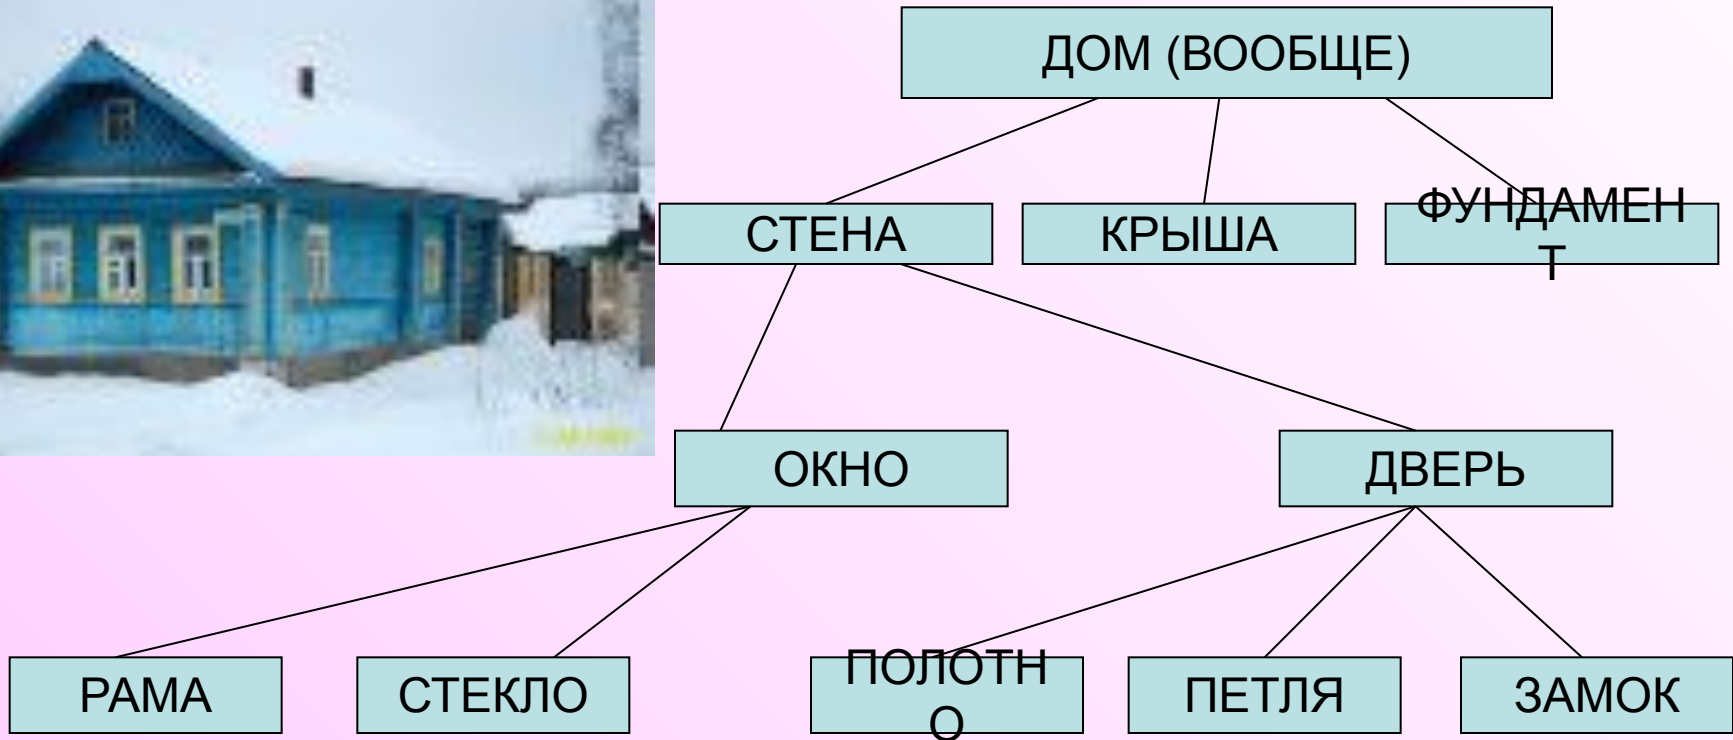 ДОМ (ВООБЩЕ)
СТЕНА
КРЫША
ФУНДАМЕН
Т
ОКНО
ДВЕРЬ
РАМА
СТЕКЛО
ПОЛОТН
О
ПЕТЛЯ
ЗАМОК